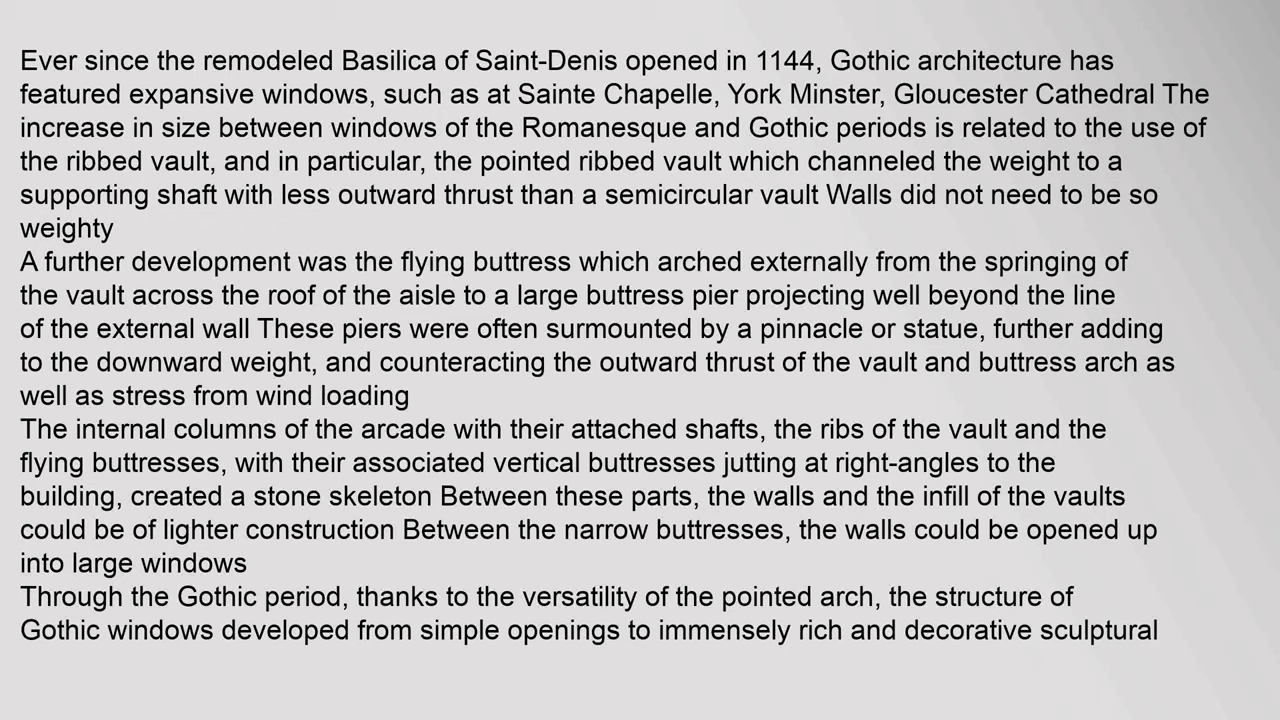 Ever since the remodeled Basilica of Saint-Denis opened in 1144, Gothic architecture has
featured expansive windows, such as at Sainte Chapelle, York Minster, Gloucester Cathedral The
increase in size between windows of the Romanesque and Gothic periods is related to the use of
the ribbed vault, and in particular, the pointed ribbed vault which channeled the weight to a
supporting shaft with less outward thrust than a semicircular vault Walls did not need to be so
weighty
A further development was the flying buttress which arched externally from the springing of
the vault across the roof of the aisle to a large buttress pier projecting well beyond the line
of the external wall These piers were often surmounted by a pinnacle or statue, further adding
to the downward weight, and counteracting the outward thrust of the vault and buttress arch as
well as stress from wind loading
The internal columns of the arcade with their attached shafts, the ribs of the vault and the
flying buttresses, with their associated vertical buttresses jutting at right-angles to the
building, created a stone skeleton Between these parts, the walls and the infill of the vaults
could be of lighter construction Between the narrow buttresses, the walls could be opened up
into large windows
Through the Gothic period, thanks to the versatility of the pointed arch, the structure of
Gothic windows developed from simple openings to immensely rich and decorative sculptural